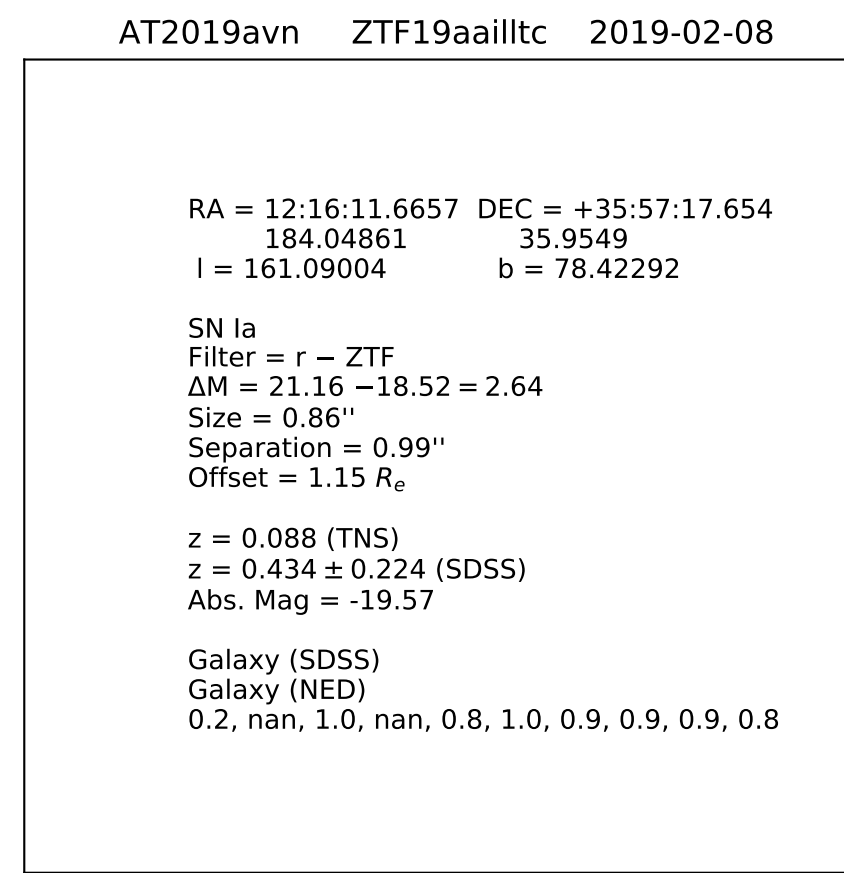 AT2019avn ZTF19aailltc 2019-02-08
RA = 12:16:11.6657 DEC = +35:57:17.654
184.04861 35.9549
l = 161.09004 b = 78.42292
SN Ia
Filter = r − ZTF
ΔM = 21.16 −18.52 = 2.64
Size = 0.86''
Separation = 0.99''
Offset = 1.15 Rₑ
z = 0.088 (TNS)
z = 0.434 ± 0.224 (SDSS)
Abs. Mag = -19.57
Galaxy (SDSS)
Galaxy (NED)
0.2, nan, 1.0, nan, 0.8, 1.0, 0.9, 0.9, 0.9, 0.8